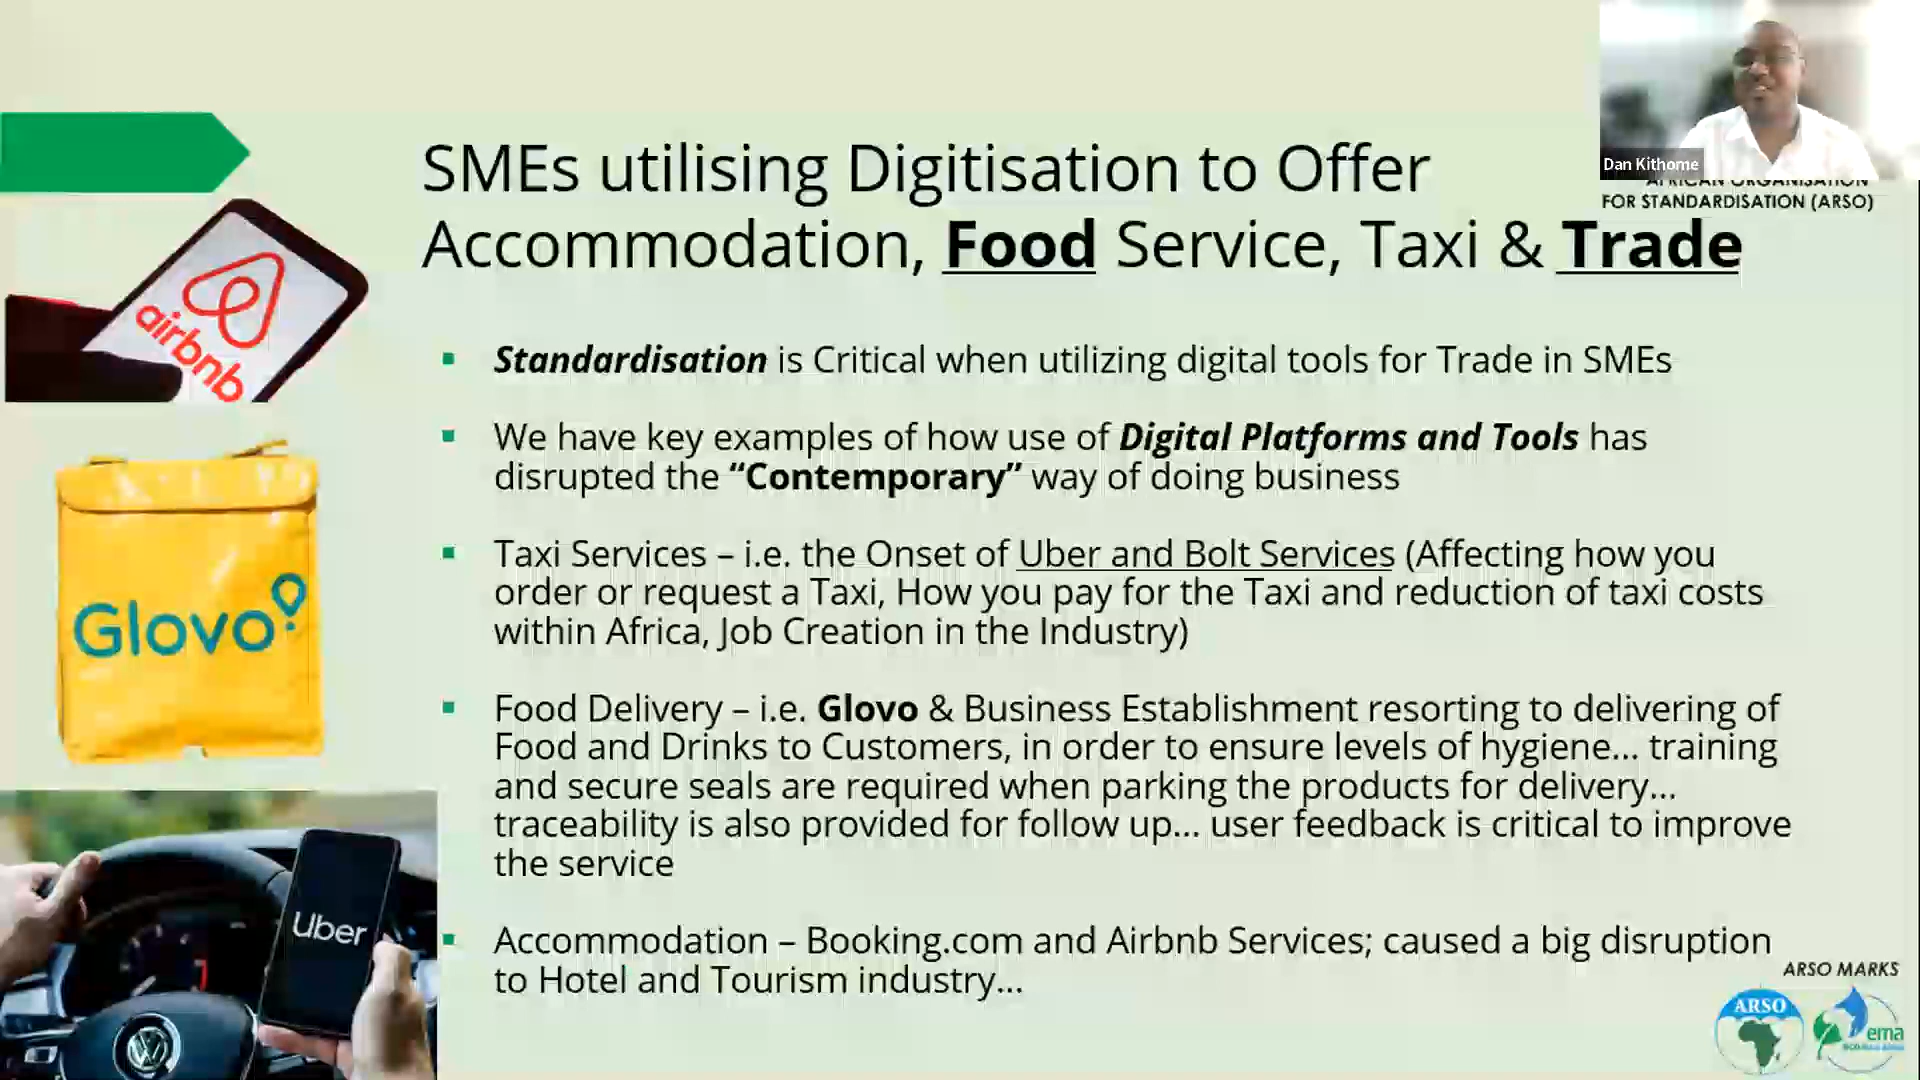 Dan Kithome
AFRICAN ORGANISATION
FOR STANDARDISATION (ARSO)
SMEs utilising Digitisation to Offer
Accommodation, Food Service, Taxi & Trade
airbnb
Glovo
Uber
▪ Standardisation is Critical when utilizing digital tools for Trade in SMEs
▪ We have key examples of how use of Digital Platforms and Tools has
disrupted the “Contemporary” way of doing business
▪ Taxi Services – i.e. the Onset of Uber and Bolt Services (Affecting how you
order or request a Taxi, How you pay for the Taxi and reduction of taxi costs
within Africa, Job Creation in the Industry)
▪ Food Delivery – i.e. Glovo & Business Establishment resorting to delivering of
Food and Drinks to Customers, in order to ensure levels of hygiene... training
and secure seals are required when parking the products for delivery...
traceability is also provided for follow up... user feedback is critical to improve
the service
▪ Accommodation – Booking.com and Airbnb Services; caused a big disruption
to Hotel and Tourism industry...
ARSO MARKS
ARSO
ema